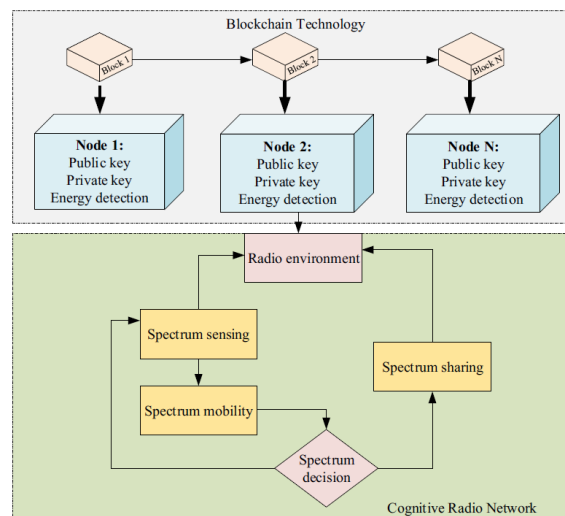 Blockchain Technology
Block 1
Block 2
Block N
Node 1:
Public key
Private key
Energy detection
Node 2:
Public key
Private key
Energy detection
Node N:
Public key
Private key
Energy detection
Radio environment
Spectrum sensing
Spectrum sharing
Spectrum mobility
Spectrum
decision
Cognitive Radio Network